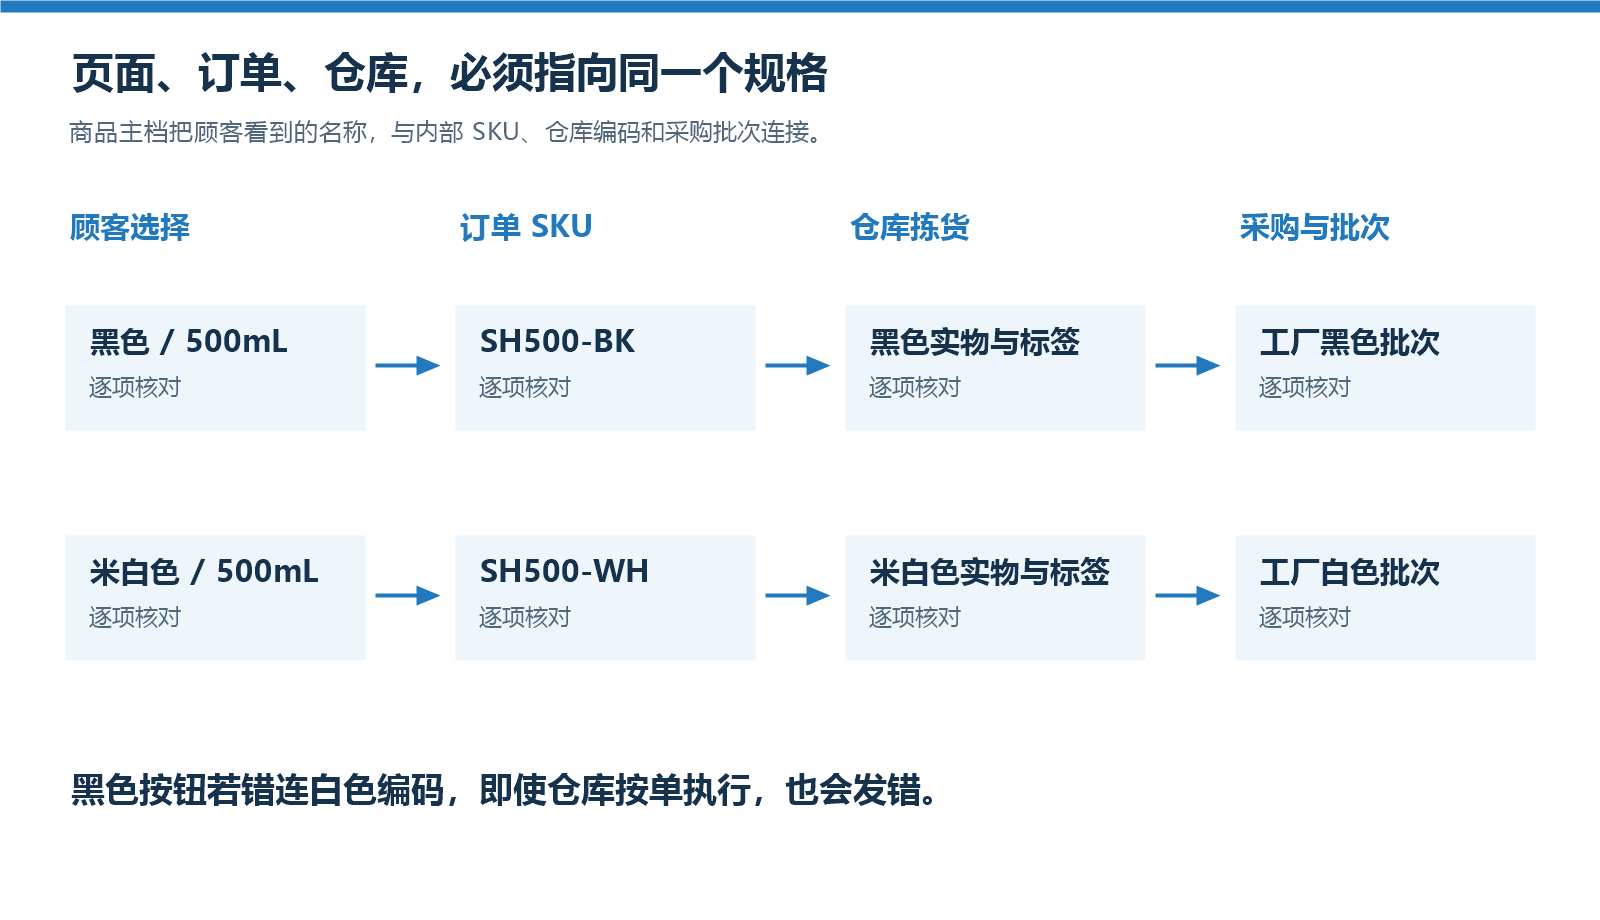 页面、订单、仓库，必须指向同一个规格
商品主档把顾客看到的名称，与内部 SKU、仓库编码和采购批次连接。
顾客选择
订单 SKU
仓库拣货
采购与批次
黑色 / 500mL
逐项核对
SH500-BK
逐项核对
黑色实物与标签
逐项核对
工厂黑色批次
逐项核对
米白色 / 500mL
逐项核对
SH500-WH
逐项核对
米白色实物与标签
逐项核对
工厂白色批次
逐项核对
黑色按钮若错连白色编码，即使仓库按单执行，也会发错。